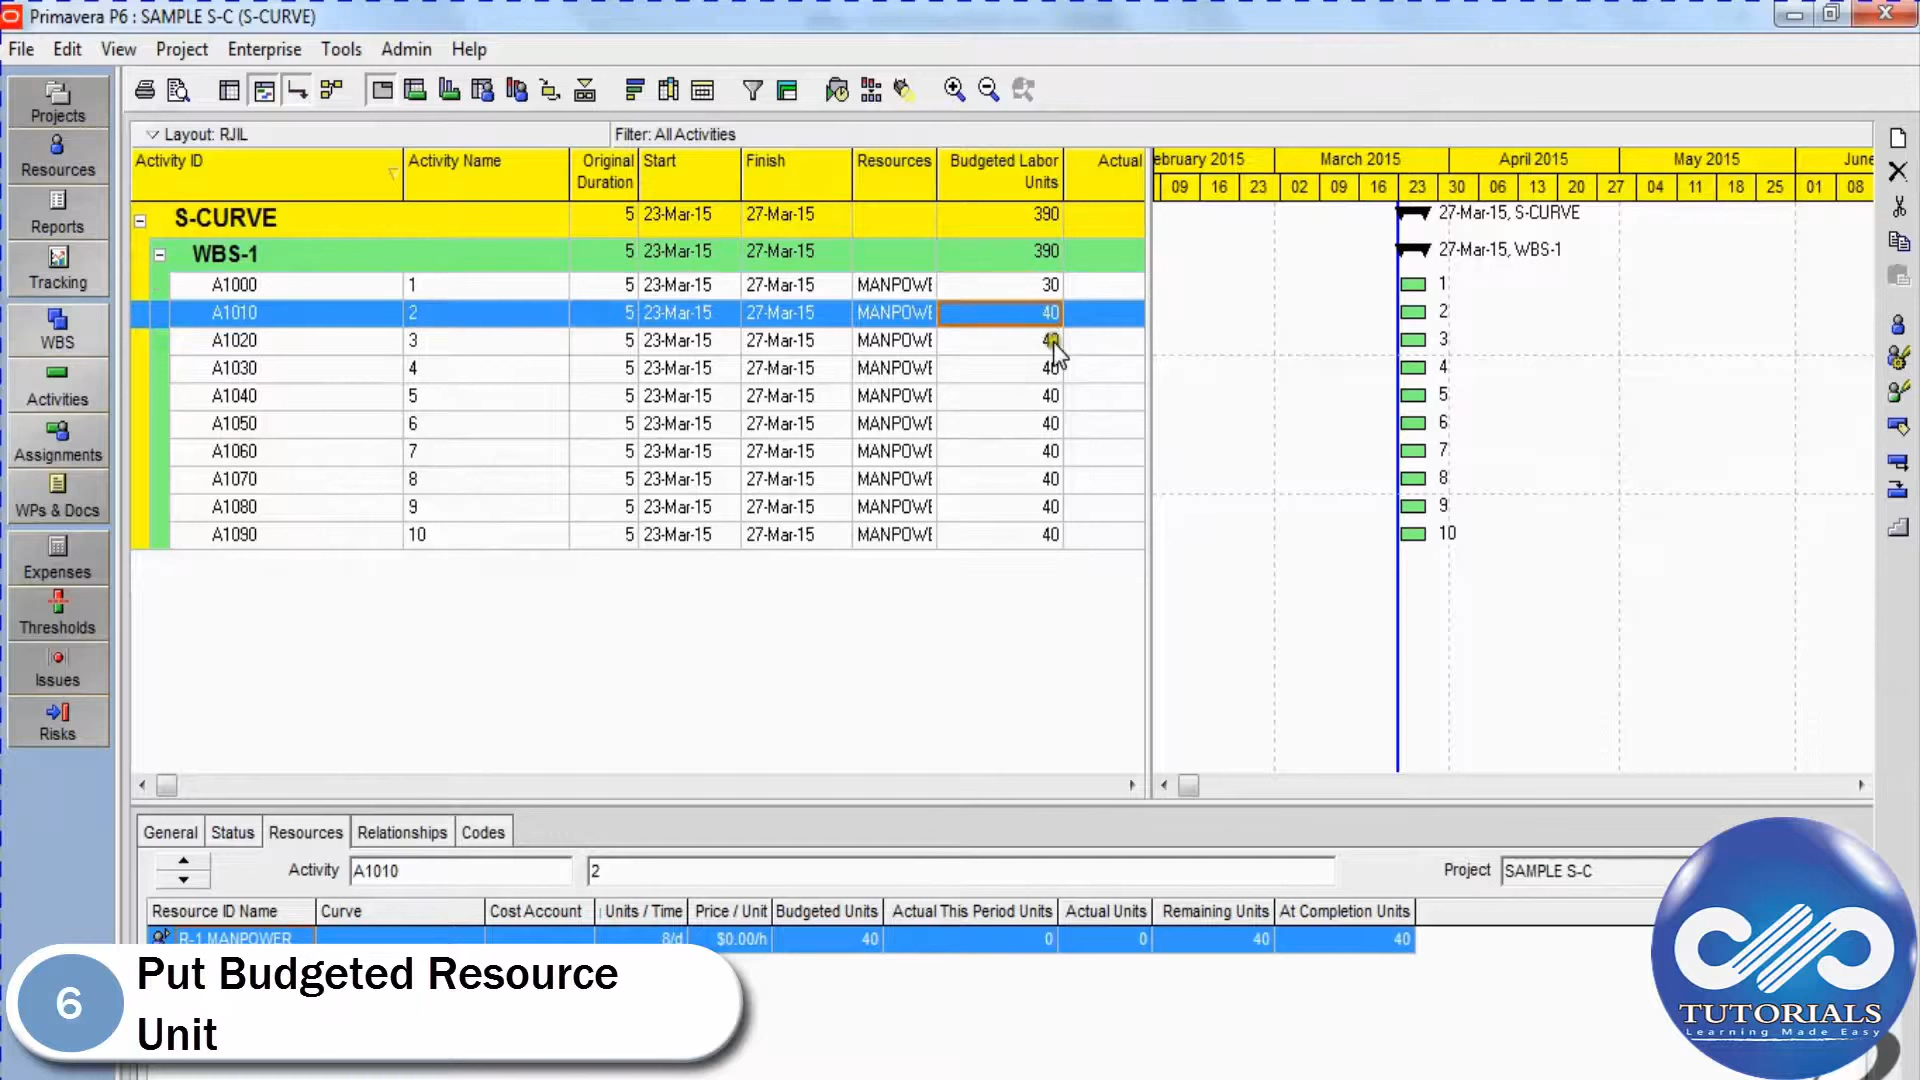 Primavera P6 : SAMPLE S-C (S-CURVE)
File Edit View Project Enterprise Tools Admin Help
Projects
Resources
Reports
Tracking
WBS
Activities
Assignments
WPs & Docs
Expenses
Thresholds
Issues
Risks
Layout: RJIL Filter: All Activities
Activity ID Activity Name Original Duration Start Finish Resources Budgeted Labor Units Actual
ebruary 2015 March 2015 April 2015 May 2015 June
09 16 23 02 09 16 23 30 06 13 20 27 04 11 18 25 01 08
S-CURVE 5 23-Mar-15 27-Mar-15 390 27-Mar-15, S-CURVE
WBS-1 5 23-Mar-15 27-Mar-15 390 27-Mar-15, WBS-1
A1000 1 5 23-Mar-15 27-Mar-15 MANPOWE 30 1
A1010 2 5 23-Mar-15 27-Mar-15 MANPOWE 40 2
A1020 3 5 23-Mar-15 27-Mar-15 MANPOWE 40 3
A1030 4 5 23-Mar-15 27-Mar-15 MANPOWE 40 4
A1040 5 5 23-Mar-15 27-Mar-15 MANPOWE 40 5
A1050 6 5 23-Mar-15 27-Mar-15 MANPOWE 40 6
A1060 7 5 23-Mar-15 27-Mar-15 MANPOWE 40 7
A1070 8 5 23-Mar-15 27-Mar-15 MANPOWE 40 8
A1080 9 5 23-Mar-15 27-Mar-15 MANPOWE 40 9
A1090 10 5 23-Mar-15 27-Mar-15 MANPOWE 40 10
General Status Resources Relationships Codes
Activity A1010 2 Project SAMPLE S-C
Resource ID Name Curve Cost Account Units / Time Price / Unit Budgeted Units Actual This Period Units Actual Units Remaining Units At Completion Units
R-1 MANPOWER 8/d $0.00/h 40 0 0 40 40
6
Put Budgeted Resource
Unit
TUTORIALS
Learning Made Easy